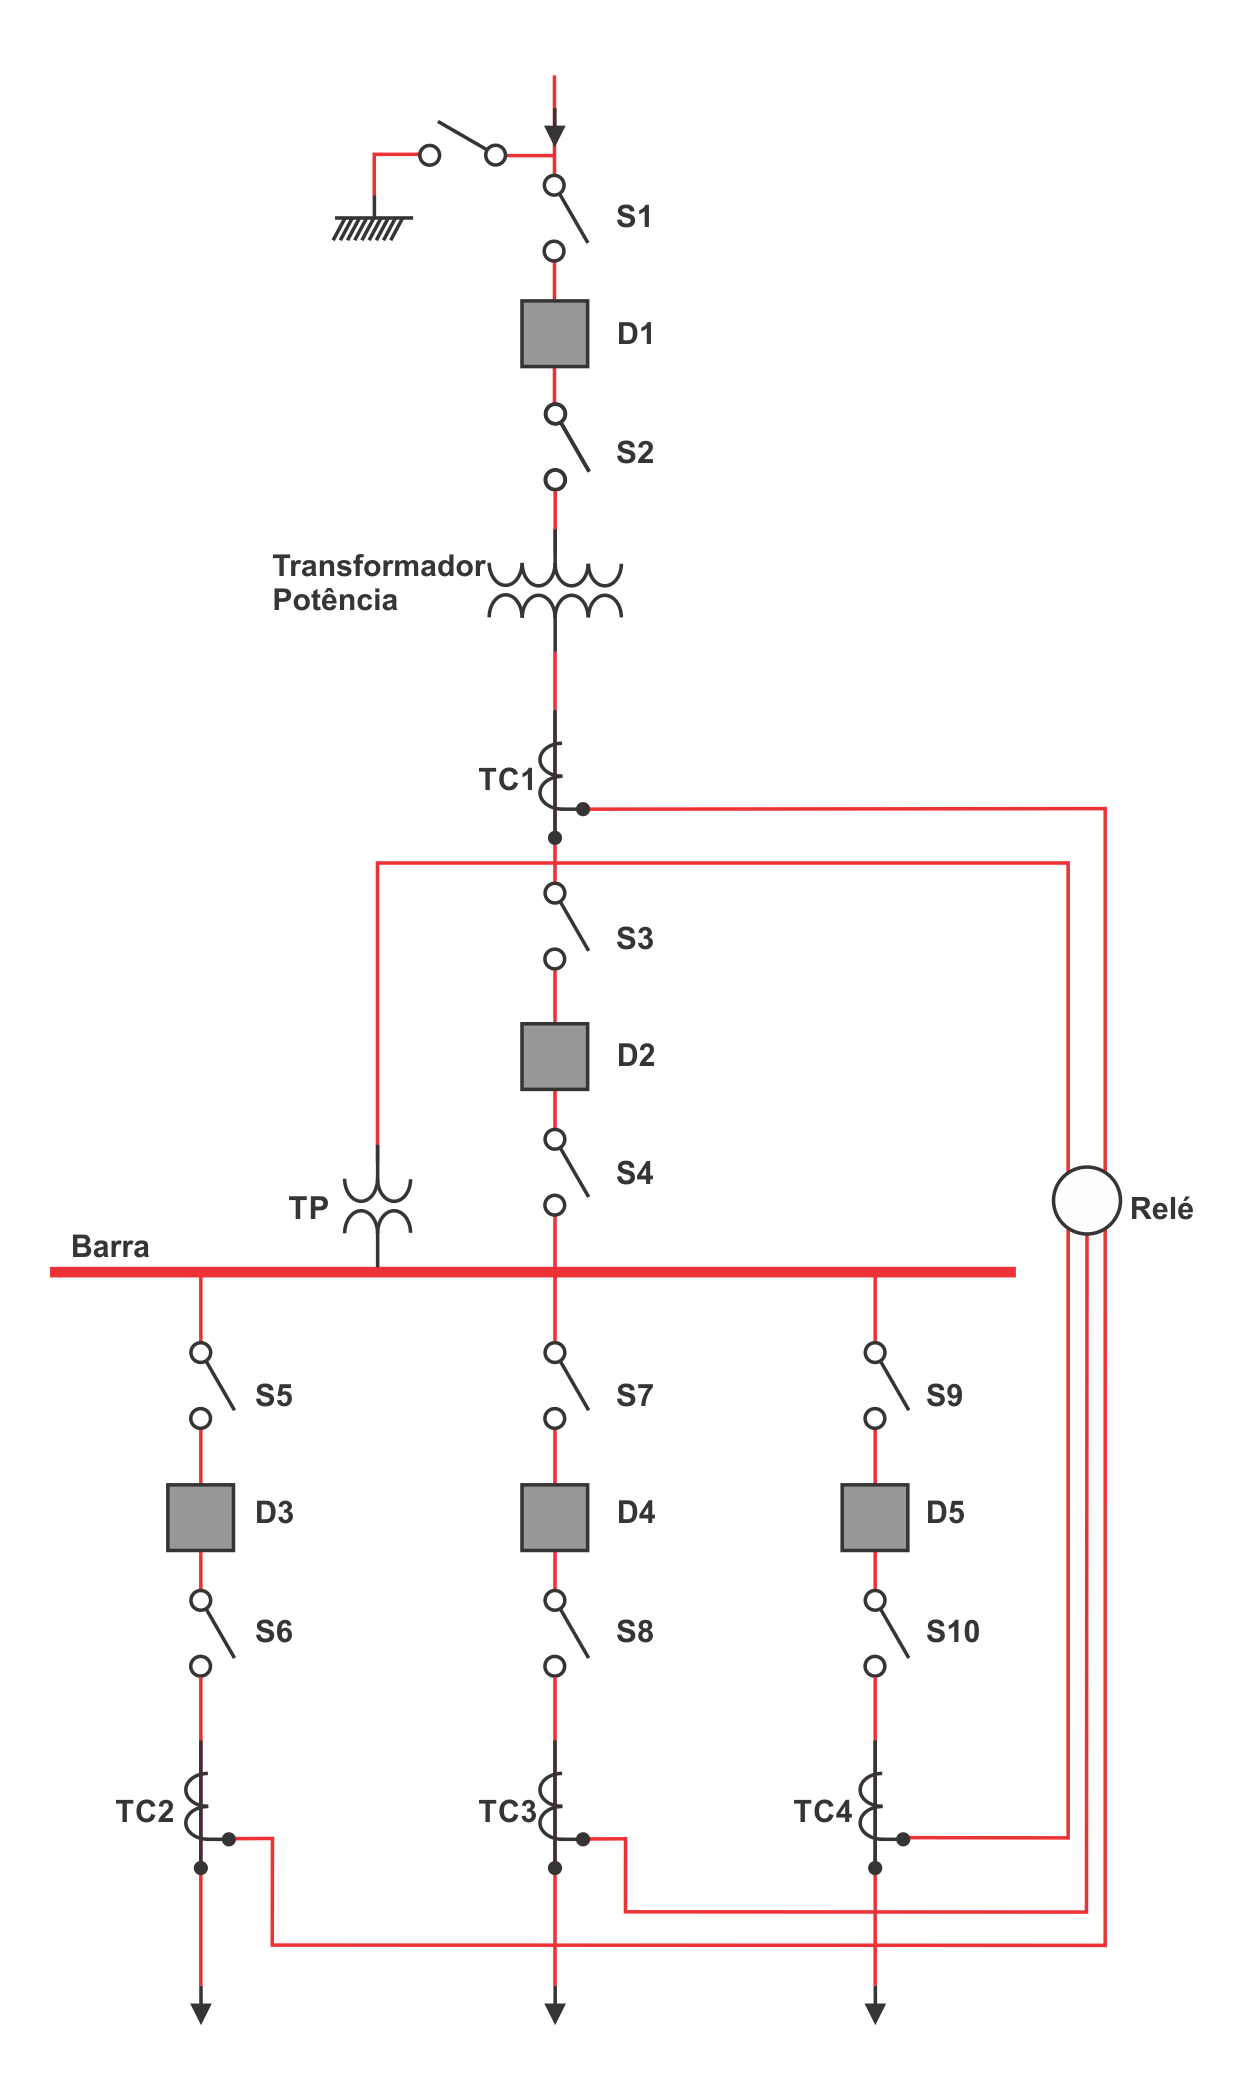 S1
D1
S2
Transformador
Potência
TC1
S3
D2
S4
TP
Relé
Barra
S5
S7
S9
D3
D4
D5
S6
S8
S10
TC2
TC3
TC4